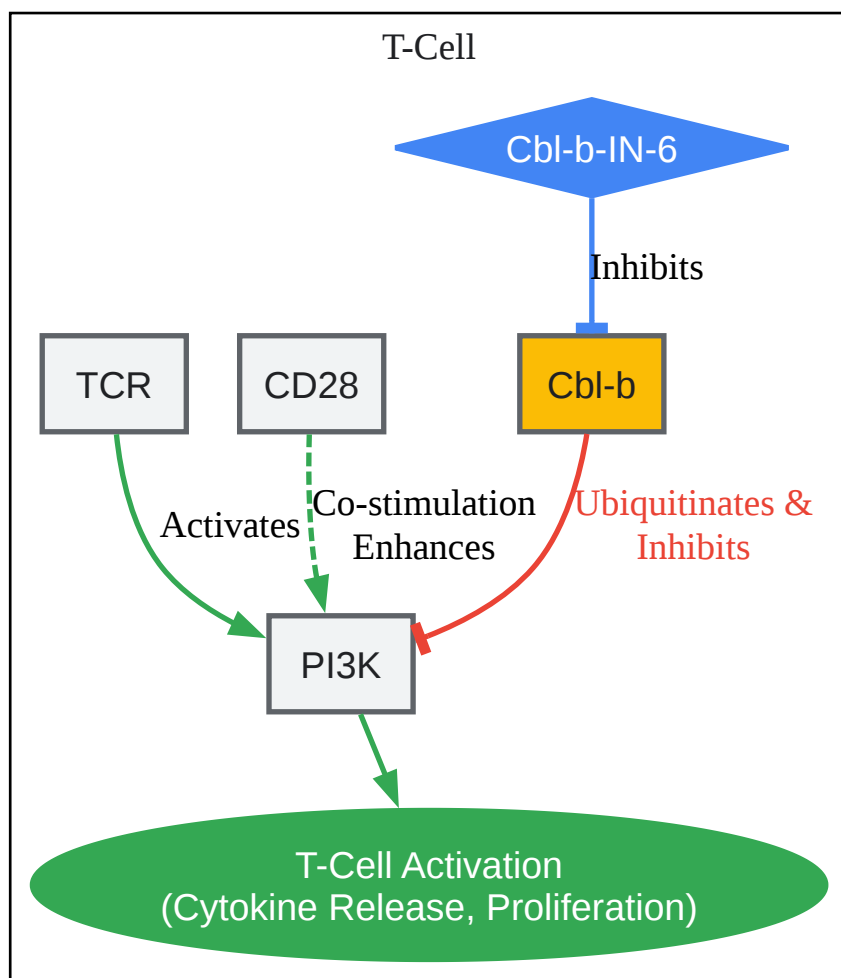 T-Cell
Cbl-b-IN-6
Inhibits
TCR
CD28
Cbl-b
Activates
Co-stimulation
Enhances
Ubiquitinates &
Inhibits
PI3K
T-Cell Activation
(Cytokine Release, Proliferation)